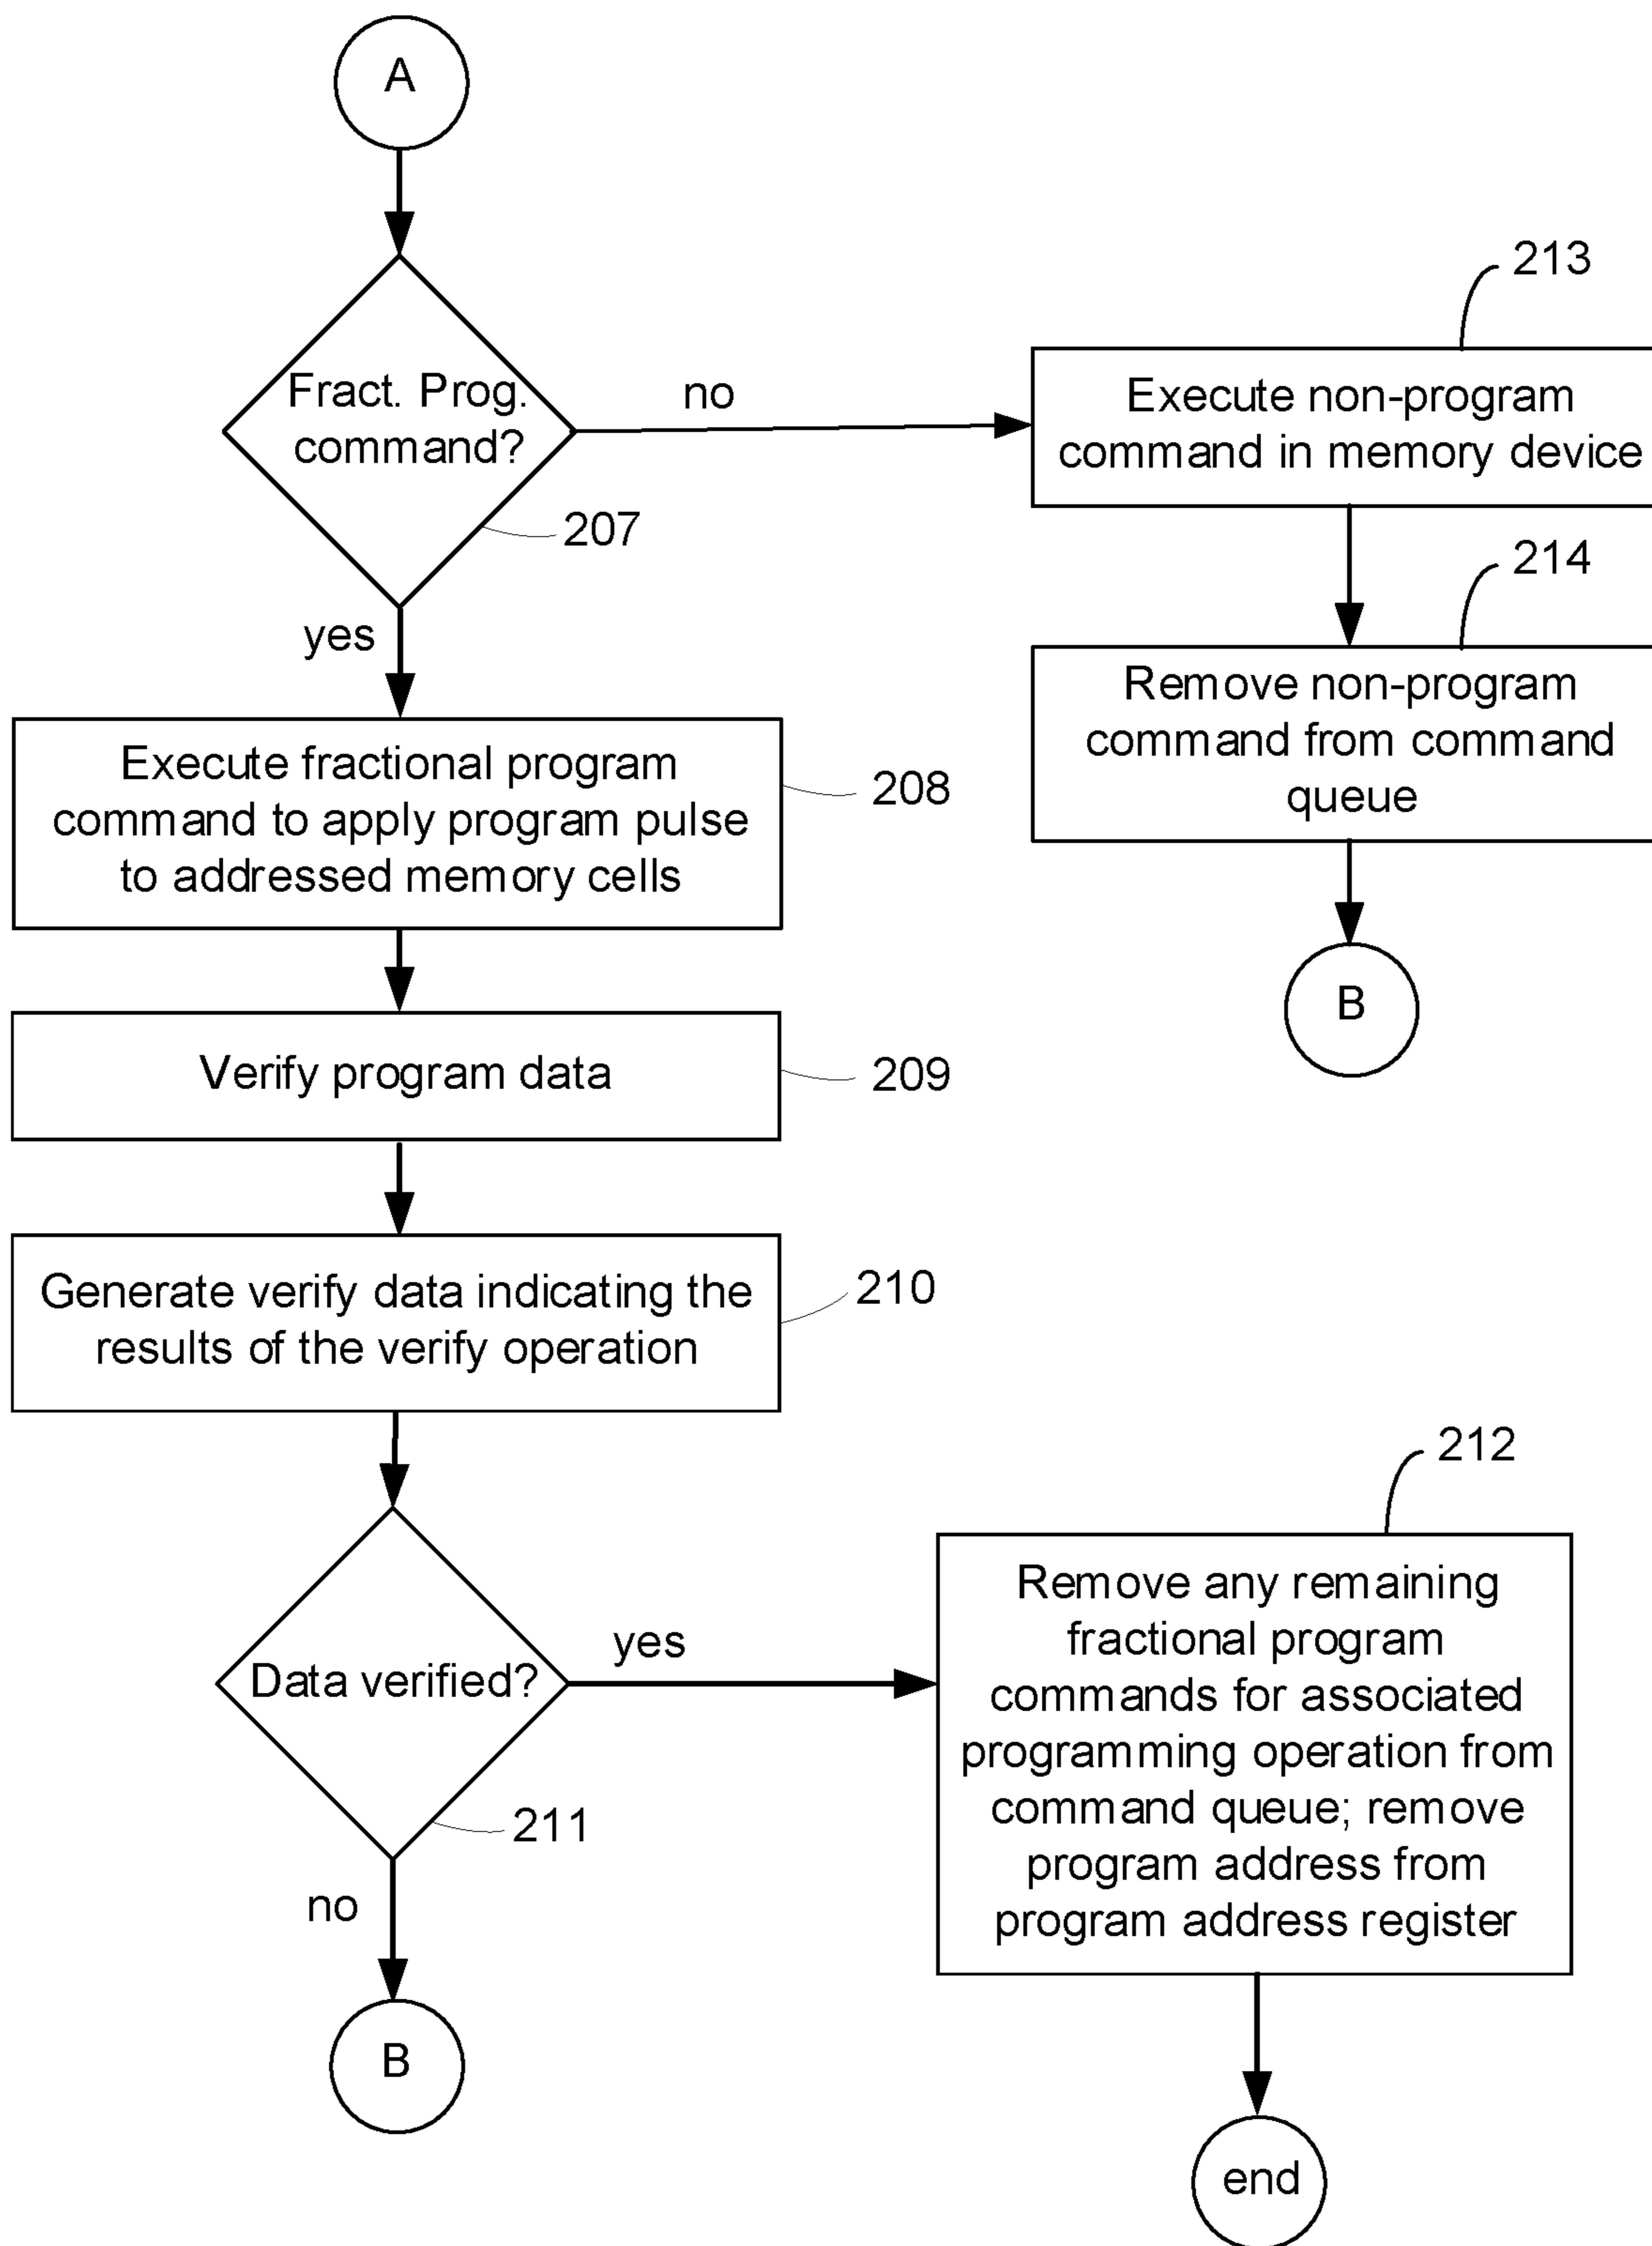 A
Fract. Prog.
command?
no
207
yes
213
Execute non-program
command in memory device
214
Remove non-program
command from command
queue
B
Execute fractional program
command to apply program pulse
to addressed memory cells
208
Verify program data
209
Generate verify data indicating the
results of the verify operation
210
Data verified?
yes
211
no
B
212
Remove any remaining
fractional program
commands for associated
programming operation from
command queue; remove
program address from
program address register
end